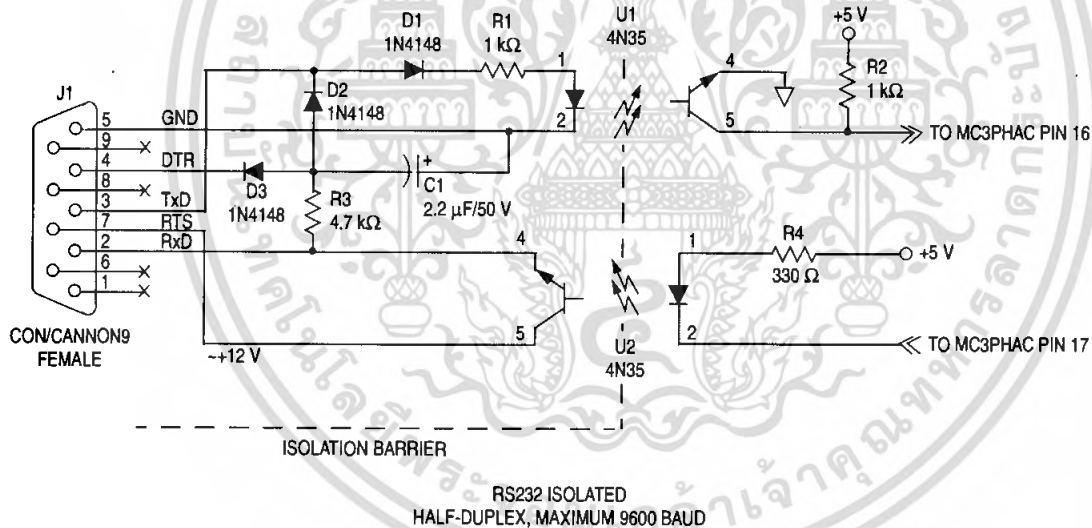 D1
1N4148
R1
1 kΩ
U1
4N35
+5 V
R2
1 kΩ
1
2
4
5
TO MC3PHAC PIN 16
D2
1N4148
J1
5
9
4
8
3
7
2
6
1
GND
DTR
TxD
RTS
RxD
D3
1N4148
+
C1
2.2 µF/50 V
R3
4.7 kΩ
4
5
~+12 V
CON/CANNON9
FEMALE
1
2
R4
330 Ω
+5 V
U2
4N35
TO MC3PHAC PIN 17
ISOLATION BARRIER
RS232 ISOLATED
HALF-DUPLEX, MAXIMUM 9600 BAUD